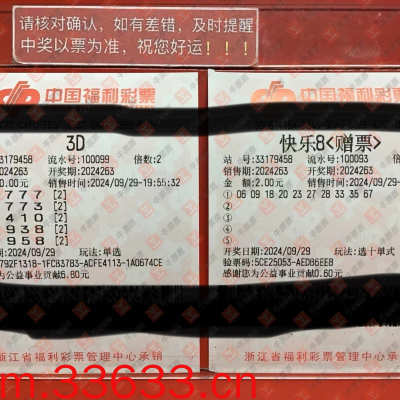 请核对确认，如有差错，及时提醒
中奖以票为准，祝您好运！！！
中国福利彩票
3D
33179458 流水号:100099 倍数:2
2024263 开奖期:2024263
0.00元 销售时间:2024/09/29-19:55:32
777 [2]
773 [2]
410 [2]
938 [2]
958 [2]
:2024/09/29 玩法:单选
792F1318-1FC83783-ACFE4113-1A0674CE
为公益事业贡献6.80元
浙江省福利彩票管理中心承销
中国福利彩票
快乐8<赠票>
站 号:33179458 流水号:100093
销售期:2024263 开奖期:2024263
金 额:2.00元 销售时间:2024/09/29-
① 06 09 18 20 23 27 28 33 35 67
②
③
④
⑤
开奖日期:2024/09/29 玩法:选十单式
验票码:5CE25053-AED86EE8
感谢您为公益事业贡献0.60元
浙江省福利彩票管理中心承销
m.33633.cn